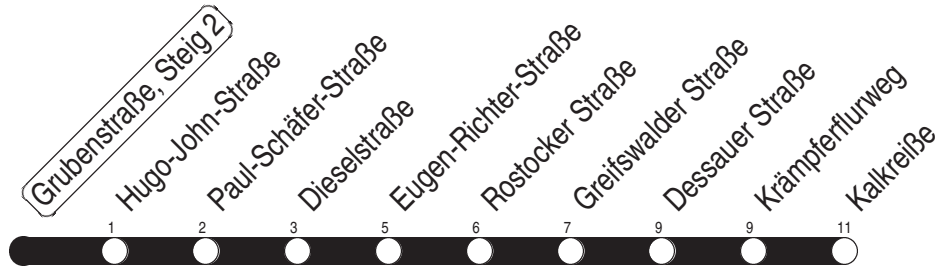 Grubenstraße, Steig 2
Hugo-John-Straße
Paul-Schäfer-Straße
Dieselstraße
Eugen-Richter-Straße
Rostocker Straße
Greifswalder Straße
Dessauer Straße
Krämpferflurweg
Kalkreiße
1 2 3 5 6 7 9 9 11